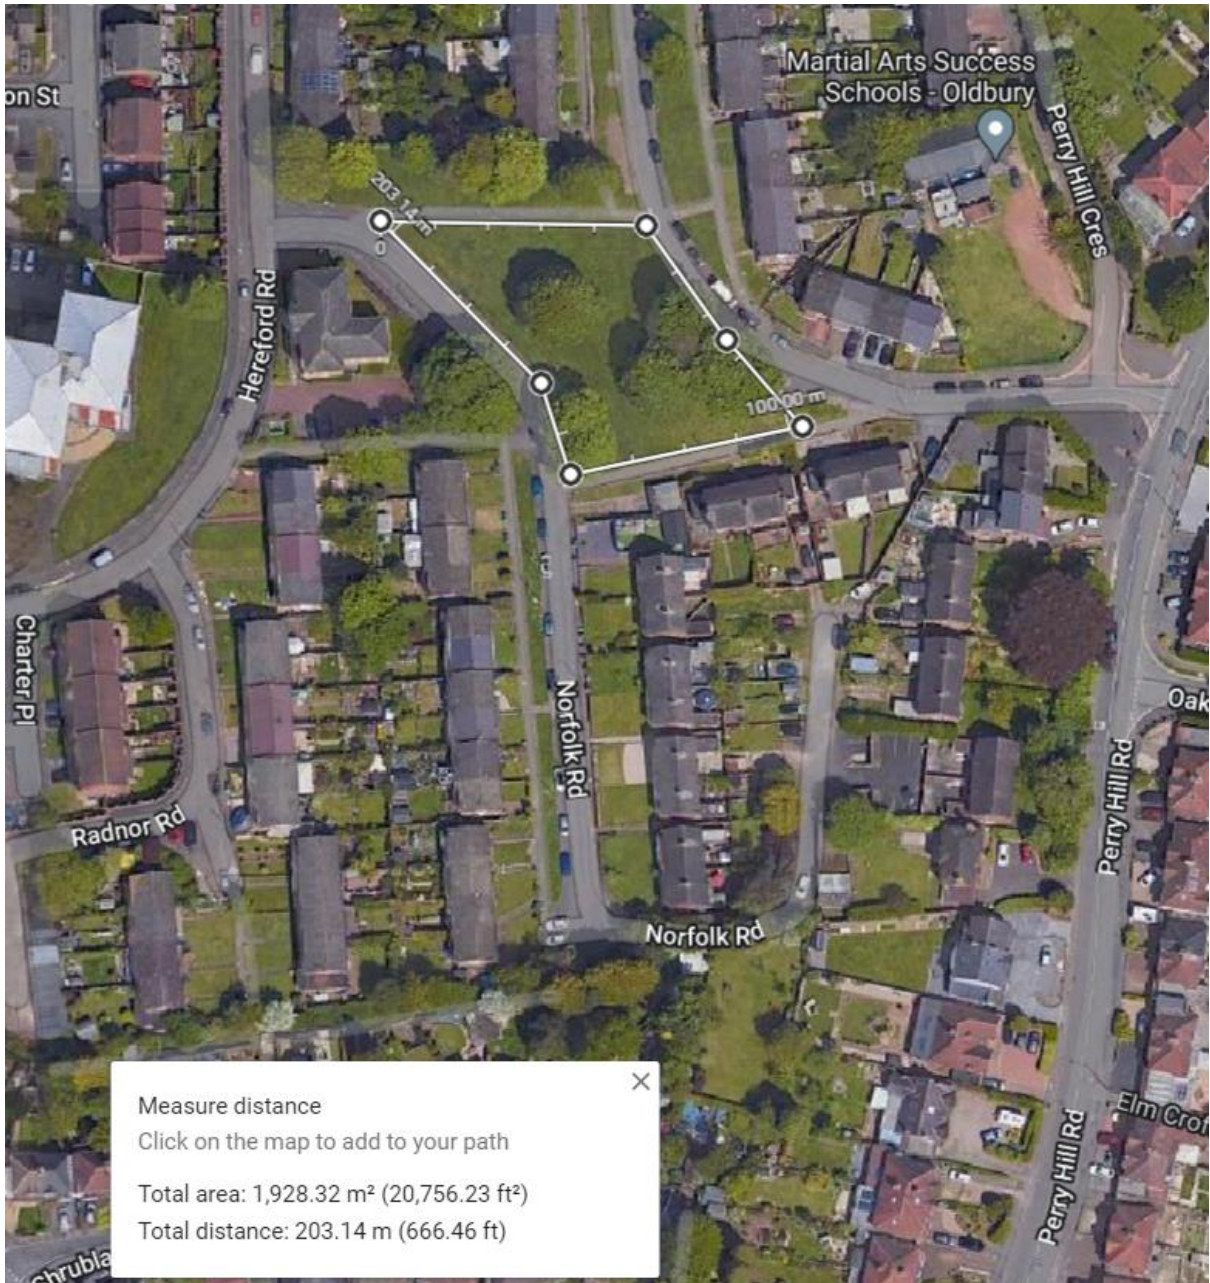 on St
Martial Arts Success
Schools - Oldbury
Perry Hill Cres
203.14 m
0
Hereford Rd
100.00 m
Charter Pl
Norfolk Rd
Oak
Radnor Rd
Perry Hill Rd
Norfolk Rd
Measure distance
Click on the map to add to your path
Total area: 1,928.32 m² (20,756.23 ft²)
Total distance: 203.14 m (666.46 ft)
Elm Crof
Perry Hill Rd
Shrubla